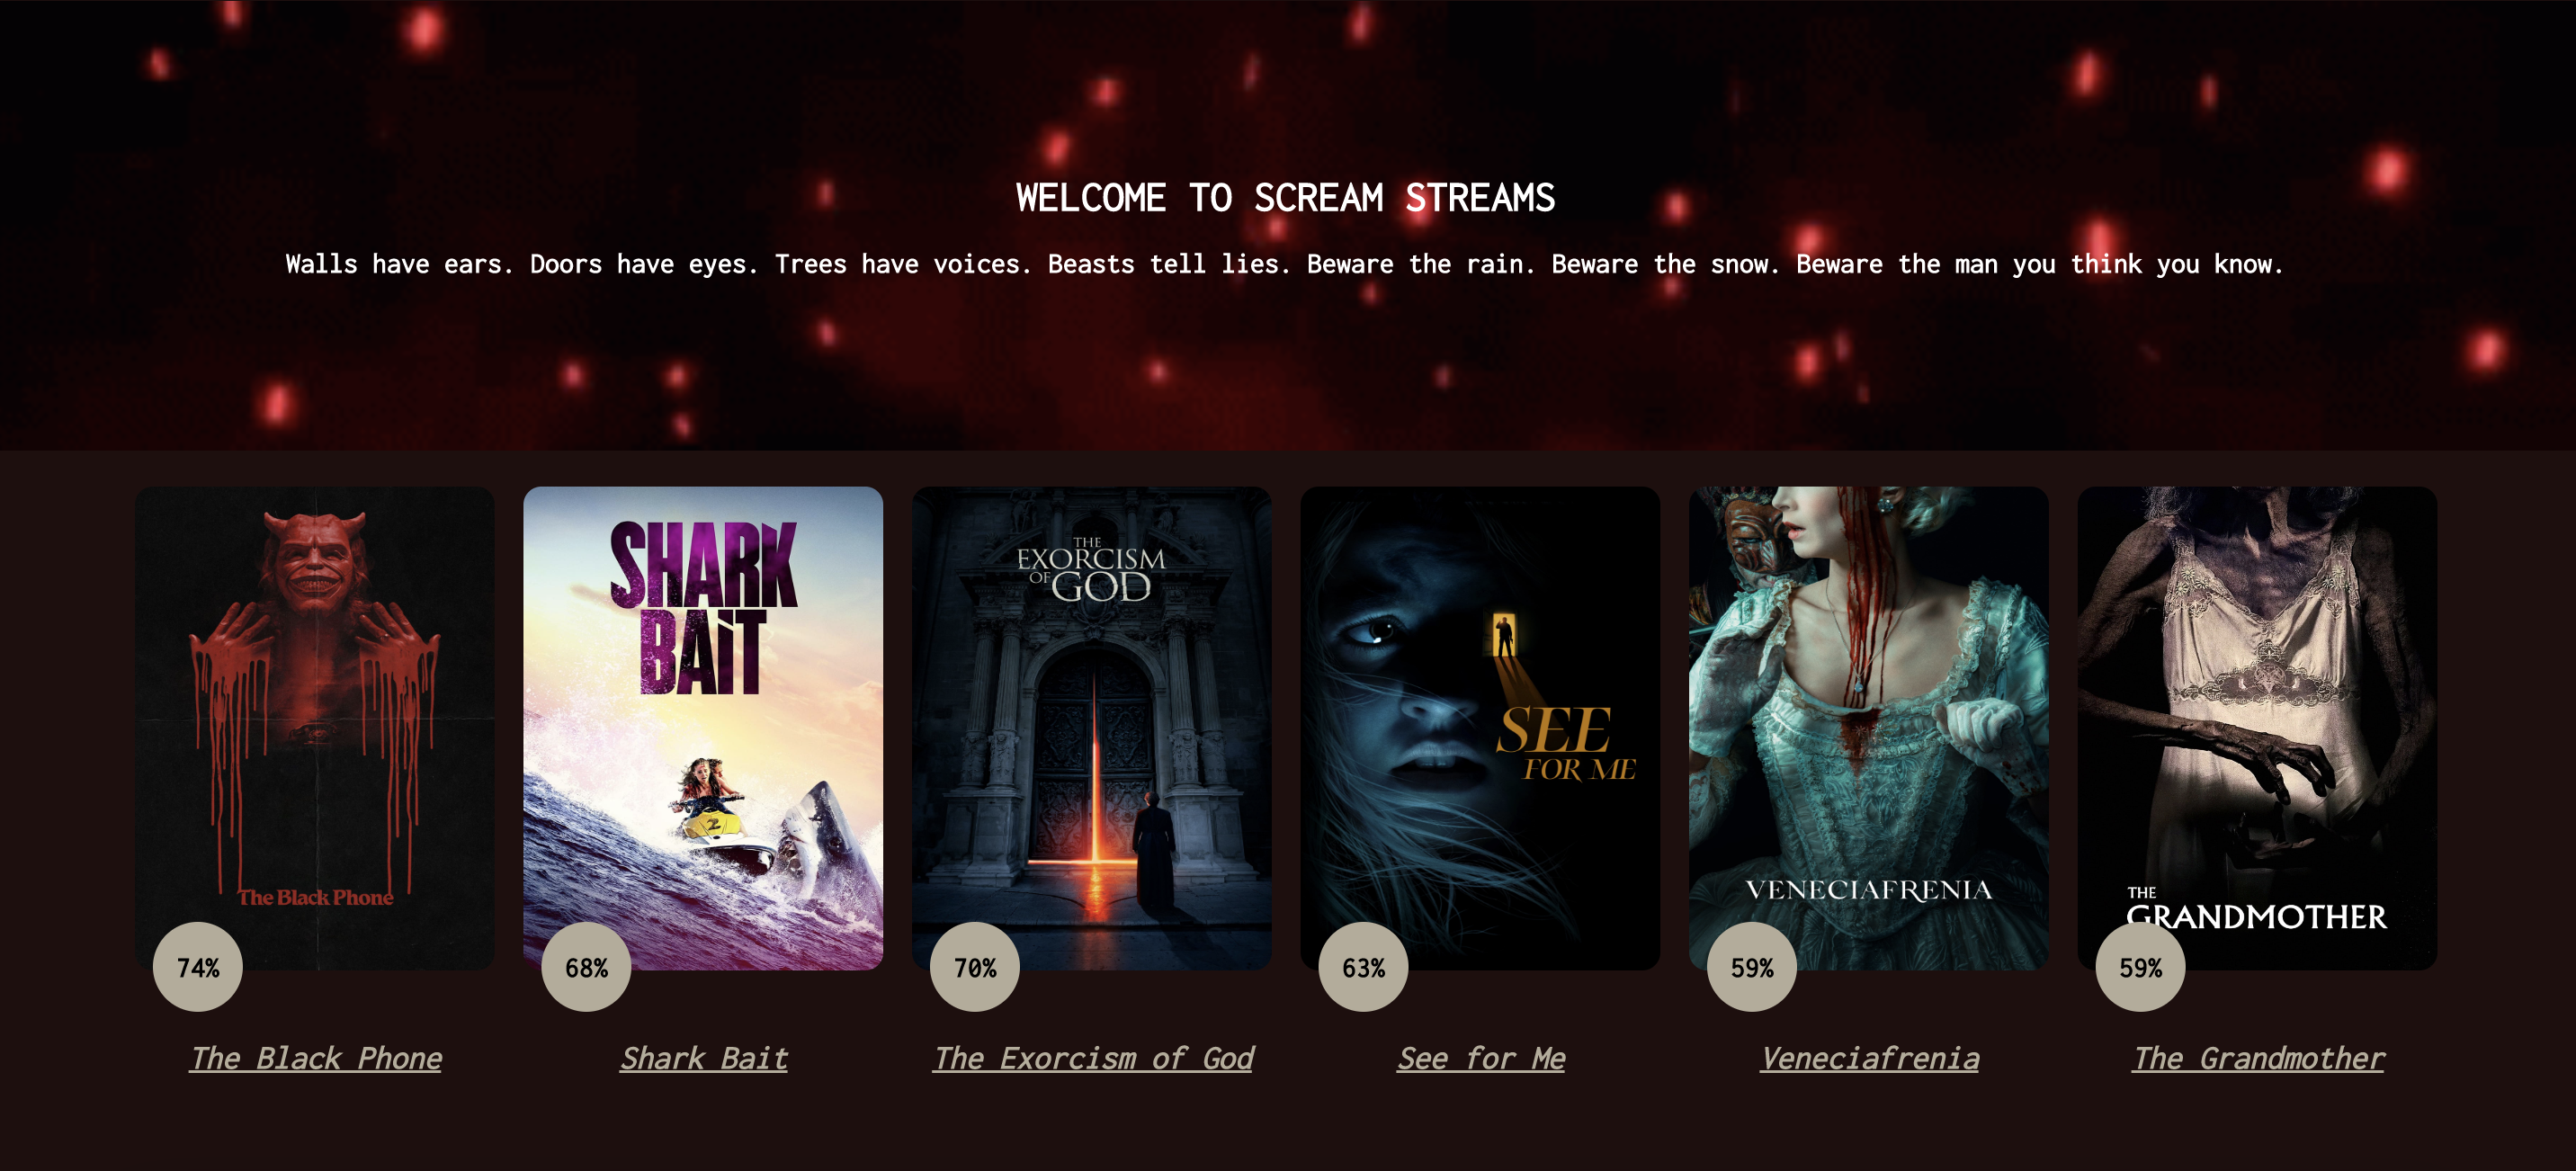 WELCOME TO SCREAM STREAMS
Walls have ears. Doors have eyes. Trees have voices. Beasts tell lies. Beware the rain. Beware the snow. Beware the man you think you know.
The Black Phone
74%
The Black Phone
SHARK
BAiT
2
68%
Shark Bait
THE
EXORCISM
OF GOD
70%
The Exorcism of God
SEE
FOR ME
63%
See for Me
VENECIAFRENIA
59%
Veneciafrenia
THE
GRANDMOTHER
59%
The Grandmother